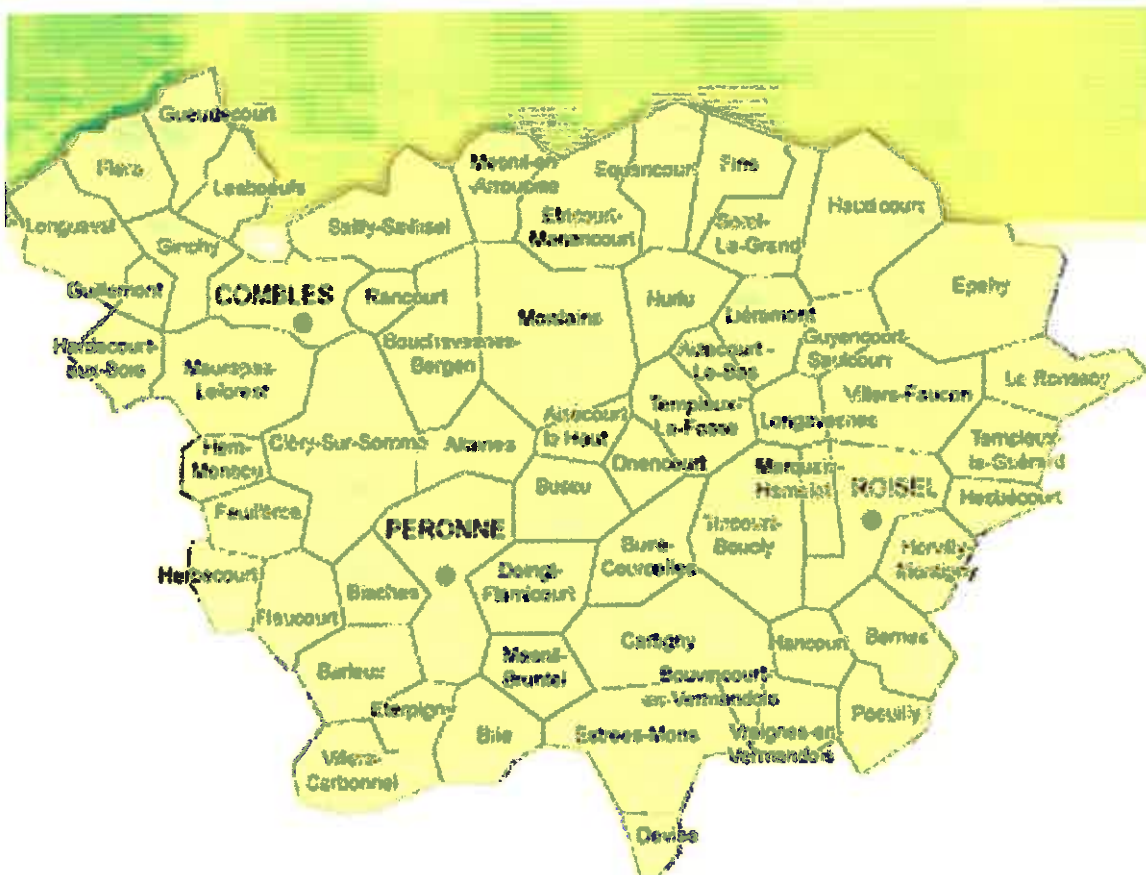 Gueudecourt
Flers
Lesboeufs
Longueval
Ginchy
Guillemont
COMBLES
Hardecourt-
aux-Bois
Maurepas-
Leforest
Sailly-Saillisel
Rancourt
Bouchavesnes-
Bergen
Mesnil-en
Arrouaise
Etricourt-
Manancourt
Equancourt
Fins
Sorel-
Le-Grand
Heudicourt
Epehy
Moislains
Nurlu
Liéramont
Guyencourt-
Saulcourt
Aizecourt-
Le-Bas
Villers-Faucon
Le Ronssoy
Templeux-
La-Fosse
Longavesnes
Aizecourt
le Haut
Driencourt
Templeux
la-Guérard
Hem-
Monacu
Cléry-Sur-Somme
Allaines
Bussu
Marquaix-
Hamelet
ROISEL
Hesbécourt
Feuillères
PERONNE
Tincourt-
Boucly
Hervilly-
Montigny
Herbécourt
Buire-
Courcelles
Doingt-
Flamicourt
Biaches
Flaucourt
Cartigny
Hancourt
Bernes
Barleux
Mesnil-
Bruntel
Bouvincourt-
en-Vermandois
Eterpigny
Brie
Estrées-Mons
Vraignes-en
Vermandois
Poeuilly
Villers-
Carbonnel
Devise